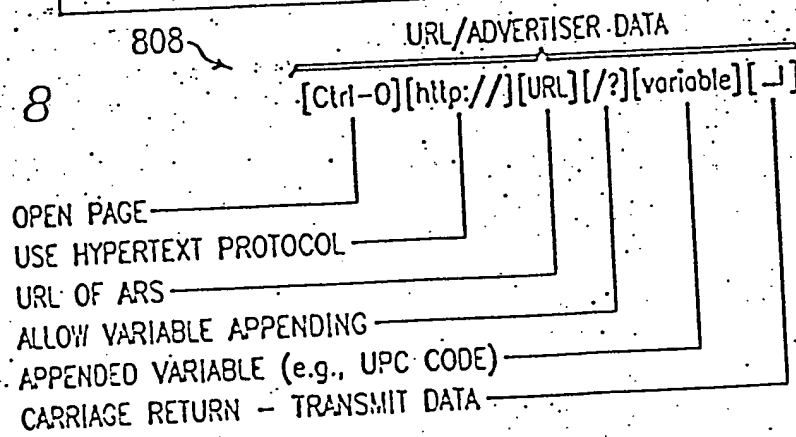 808
URL/ADVERTISER DATA
8
[Ctrl-O][http://][URL][/?][variable][↵]
OPEN PAGE
USE HYPERTEXT PROTOCOL
URL OF ARS
ALLOW VARIABLE APPENDING
APPENDED VARIABLE (e.g., UPC CODE)
CARRIAGE RETURN - TRANSMIT DATA